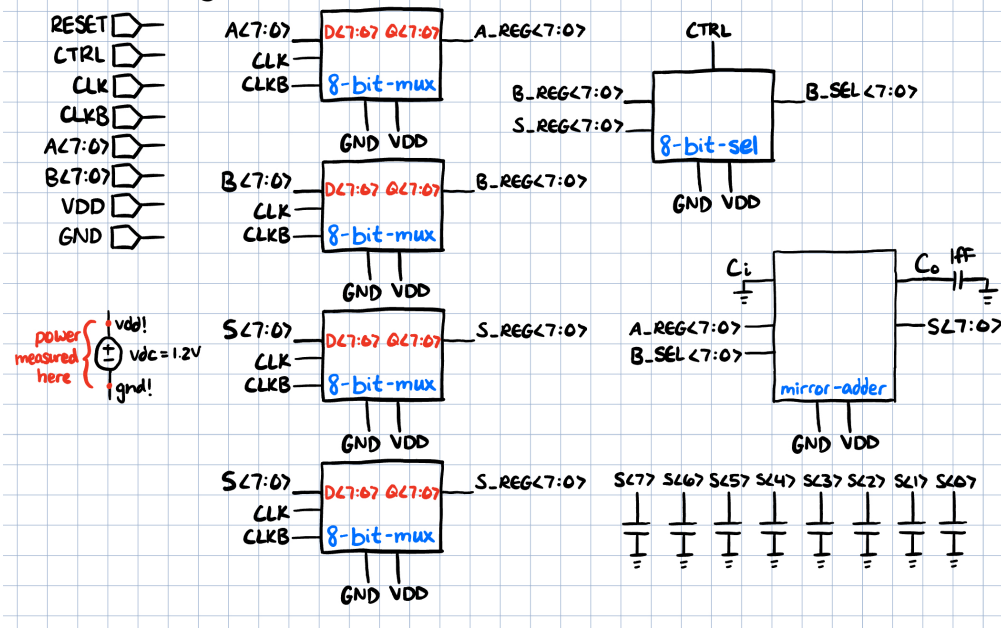 RESET
CTRL
CLK
CLKB
A<7:0>
B<7:0>
VDD
GND
power
measured
here
vdd!
+
vdc = 1.2V
gnd!
A<7:0> D<7:0> Q<7:0> A_REG<7:0>
CLK
CLKB 8-bit-mux
GND VDD
B<7:0> D<7:0> Q<7:0> B_REG<7:0>
CLK
CLKB 8-bit-mux
GND VDD
S<7:0> D<7:0> Q<7:0> S_REG<7:0>
CLK
CLKB 8-bit-mux
GND VDD
S<7:0> D<7:0> Q<7:0> S_REG<7:0>
CLK
CLKB 8-bit-mux
GND VDD
CTRL
B_REG<7:0> B_SEL<7:0>
S_REG<7:0> 8-bit-sel
GND VDD
Ci Co 1fF
A_REG<7:0> S<7:0>
B_SEL<7:0>
mirror-adder
GND VDD
S<7> S<6> S<5> S<4> S<3> S<2> S<1> S<0>